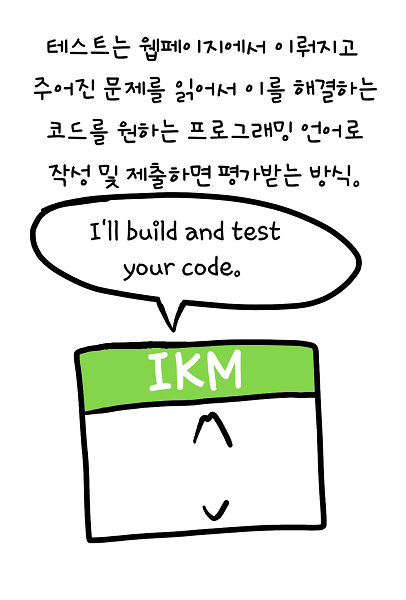 테스트는 웹페이지에서 이뤄지고
주어진 문제를 읽어서 이를 해결하는
코드를 원하는 프로그래밍 언어로
작성 및 제출하면 평가받는 방식.
I'll build and test
your code.
IKM